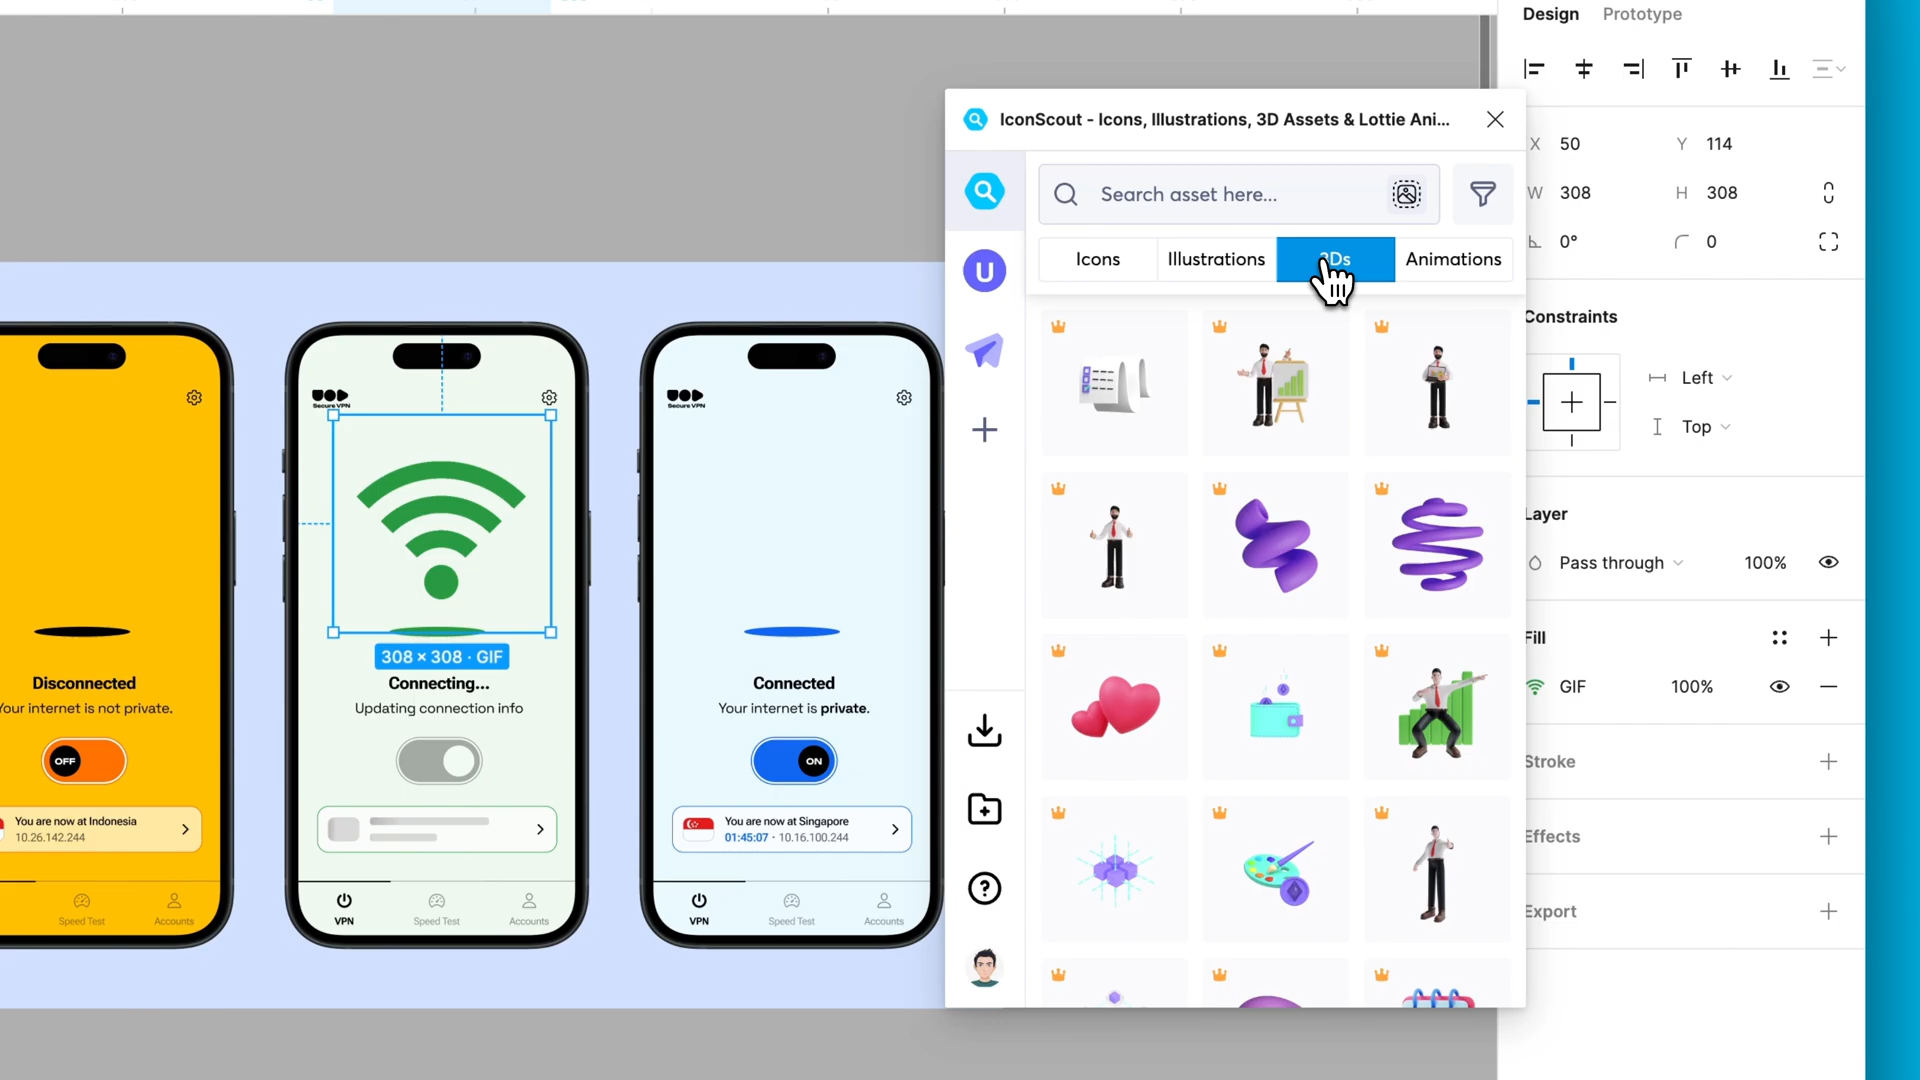 Design
Prototype
IconScout - Icons, Illustrations, 3D Assets & Lottie Ani...
X 50
Y 114
Search asset here...
W 308
H 308
U
0°
0
Icons
Illustrations
3Ds
Animations
Constraints
Left
Top
Secure VPN
Secure VPN
Layer
Pass through
100%
Fill
GIF
100%
308 × 308 · GIF
Disconnected
Your internet is not private.
Connecting...
Updating connection info
Connected
Your internet is private.
OFF
ON
Stroke
You are now at Indonesia
10.26.142.244
You are now at Singapore
01:45:07 · 10.16.100.244
Effects
Export
Speed Test
Accounts
VPN
Speed Test
Accounts
VPN
Speed Test
Accounts